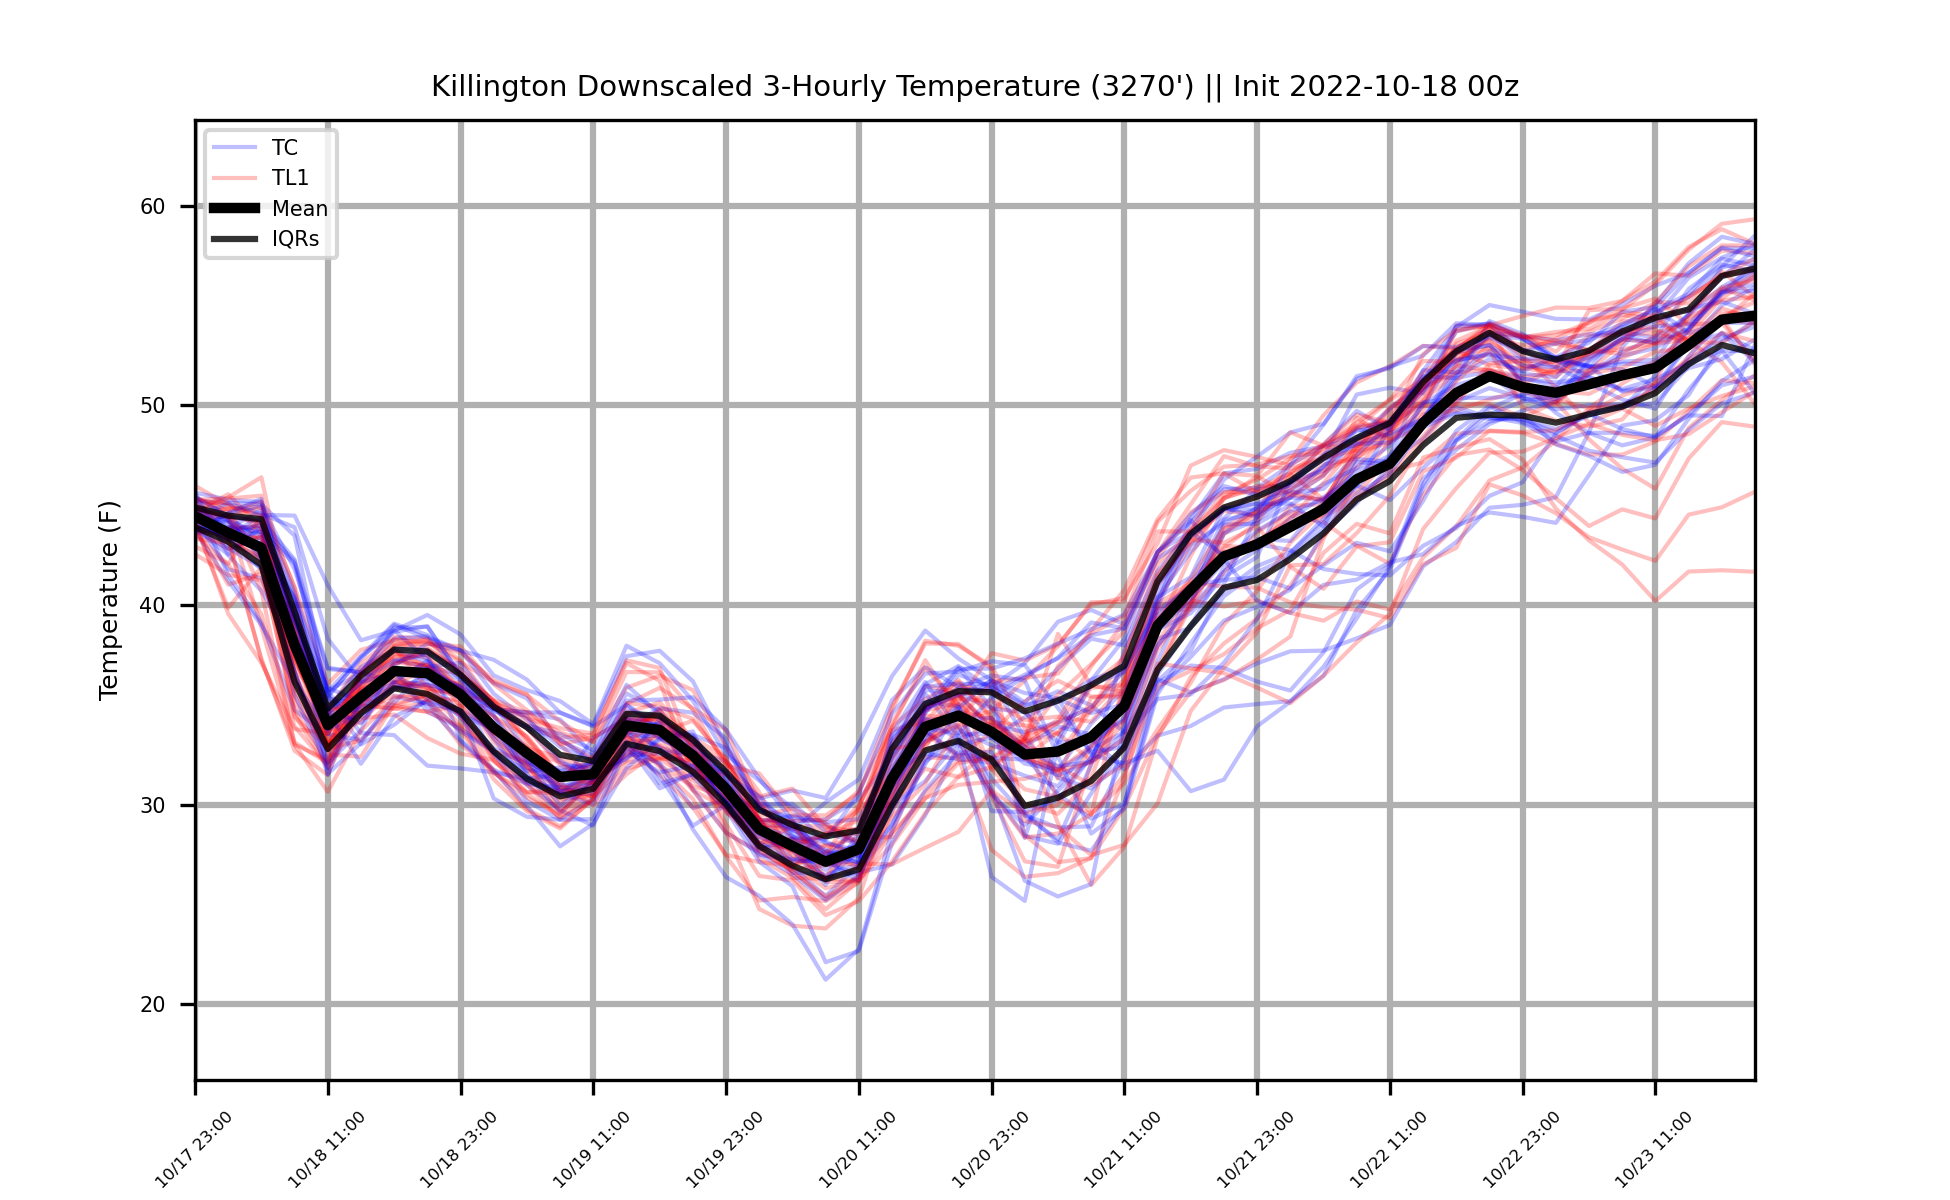 Killington Downscaled 3-Hourly Temperature (3270') || Init 2022-10-18 00z
TC
TL1
Mean
IQRs
Temperature (F)
60
50
40
30
20
10/17 23:00
10/18 11:00
10/18 23:00
10/19 11:00
10/19 23:00
10/20 11:00
10/20 23:00
10/21 11:00
10/21 23:00
10/22 11:00
10/22 23:00
10/23 11:00